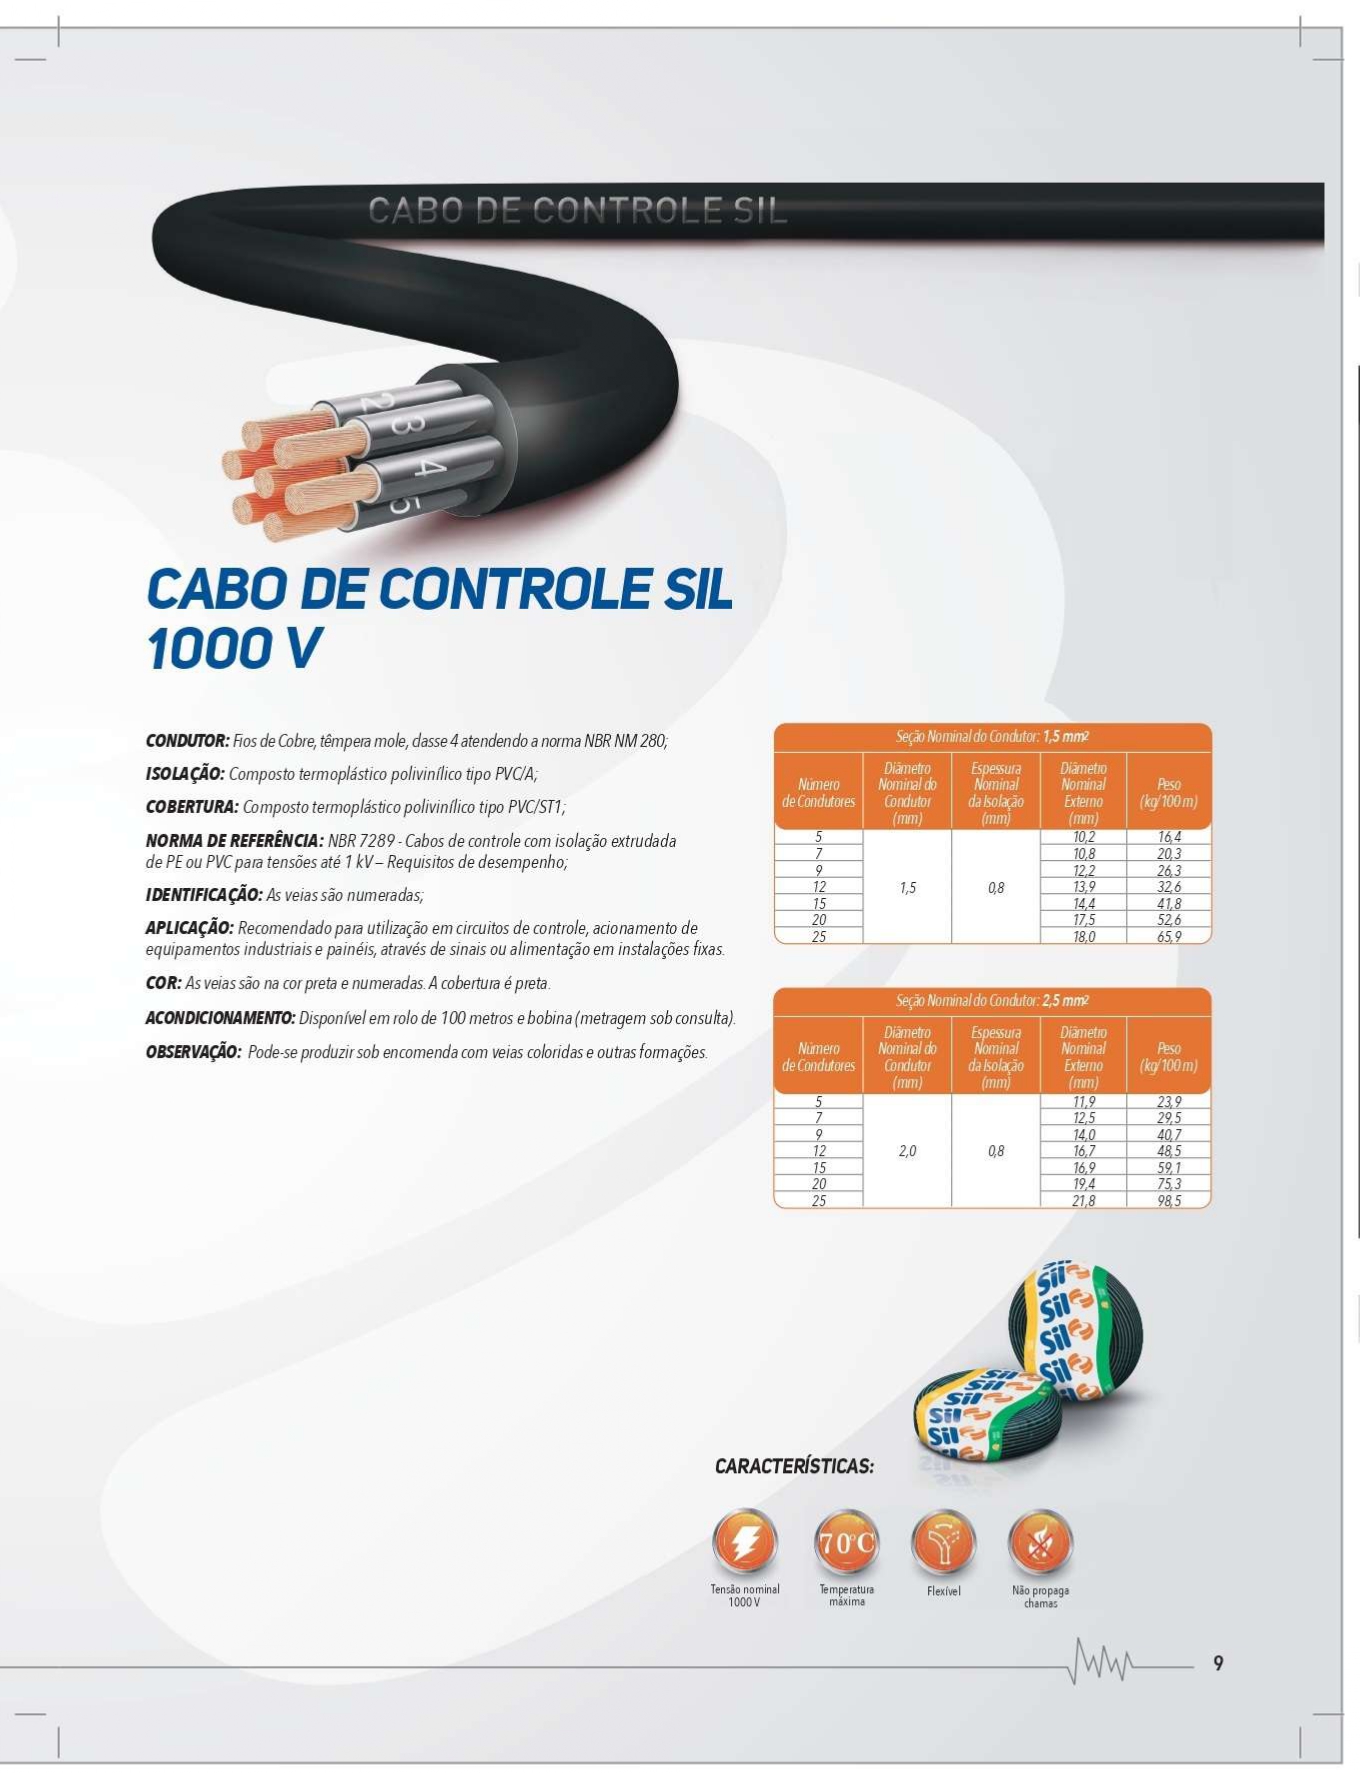 CABO DE CONTROLE SIL
2
3
4
5
CABO DE CONTROLE SIL
1000 V
CONDUTOR: Fios de Cobre, têmpera mole, classe 4 atendendo a norma NBR NM 280;
ISOLAÇÃO: Composto termoplástico polivinílico tipo PVC/A;
COBERTURA: Composto termoplástico polivinílico tipo PVC/ST1;
NORMA DE REFERÊNCIA: NBR 7289 - Cabos de controle com isolação extrudada
de PE ou PVC para tensões até 1 kV – Requisitos de desempenho;
IDENTIFICAÇÃO: As veias são numeradas;
APLICAÇÃO: Recomendado para utilização em circuitos de controle, acionamento de
equipamentos industriais e painéis, através de sinais ou alimentação em instalações fixas.
COR: As veias são na cor preta e numeradas. A cobertura é preta.
ACONDICIONAMENTO: Disponível em rolo de 100 metros e bobina (metragem sob consulta).
OBSERVAÇÃO: Pode-se produzir sob encomenda com veias coloridas e outras formações.
Seção Nominal do Condutor: 1,5 mm²
Número de Condutores | Diâmetro Nominal do Condutor (mm) | Espessura Nominal da Isolação (mm) | Diâmetro Nominal Externo (mm) | Peso (kg/100 m)
5 10,2 16,4
7 10,8 20,3
9 12,2 26,3
12 1,5 0,8 13,9 32,6
15 14,4 41,8
20 17,5 52,6
25 18,0 65,9
Seção Nominal do Condutor: 2,5 mm²
Número de Condutores | Diâmetro Nominal do Condutor (mm) | Espessura Nominal da Isolação (mm) | Diâmetro Nominal Externo (mm) | Peso (kg/100 m)
5 11,9 23,9
7 12,5 29,5
9 14,0 40,7
12 2,0 0,8 16,7 48,5
15 16,9 59,1
20 19,4 75,3
25 21,8 98,5
Sil
Sil
Sil
Sil
Sil
Sil
Sil
Sil
Sil
CARACTERÍSTICAS:
70°C
Tensão nominal
1000 V
Temperatura
máxima
Flexível
Não propaga
chamas
9